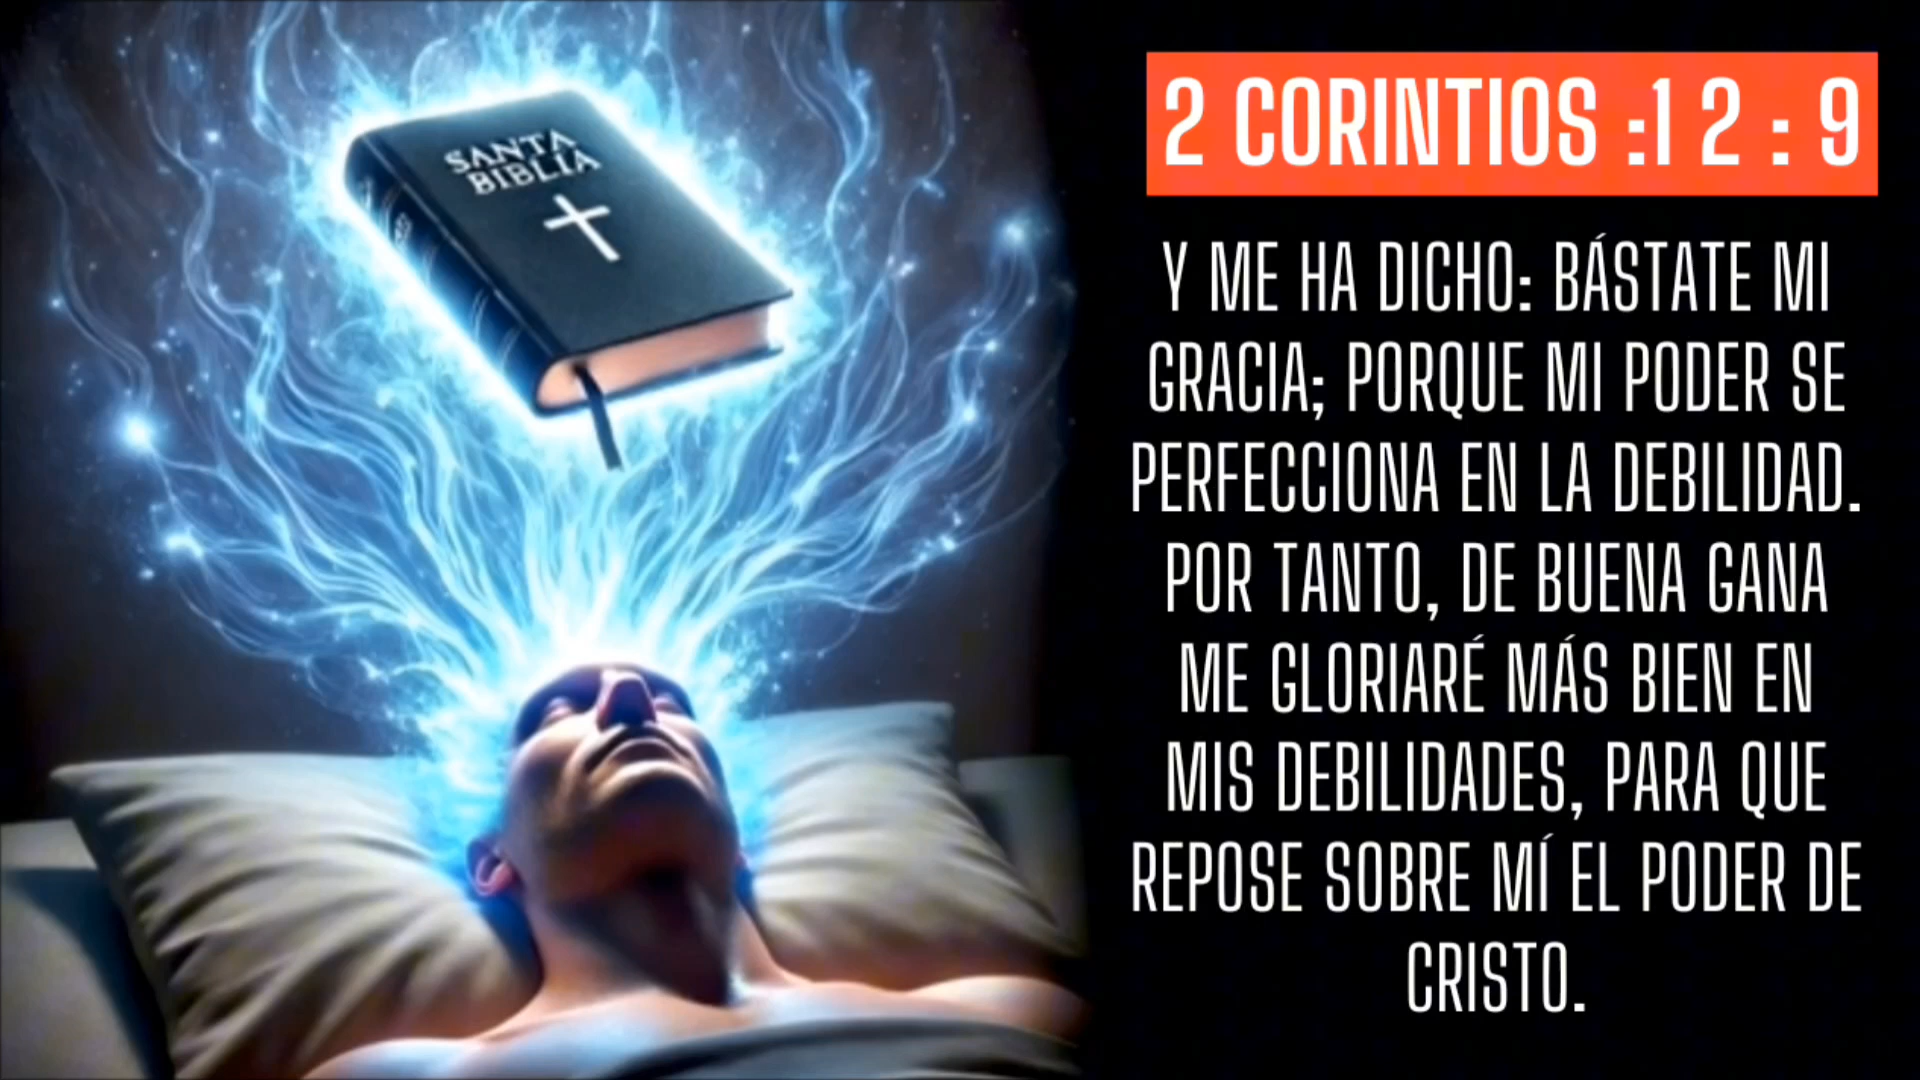 SANTA
BIBLIA
2 CORINTIOS :12 : 9
Y ME HA DICHO: BÁSTATE MI
GRACIA; PORQUE MI PODER SE
PERFECCIONA EN LA DEBILIDAD.
POR TANTO, DE BUENA GANA
ME GLORIARÉ MÁS BIEN EN
MIS DEBILIDADES, PARA QUE
REPOSE SOBRE MÍ EL PODER DE
CRISTO.